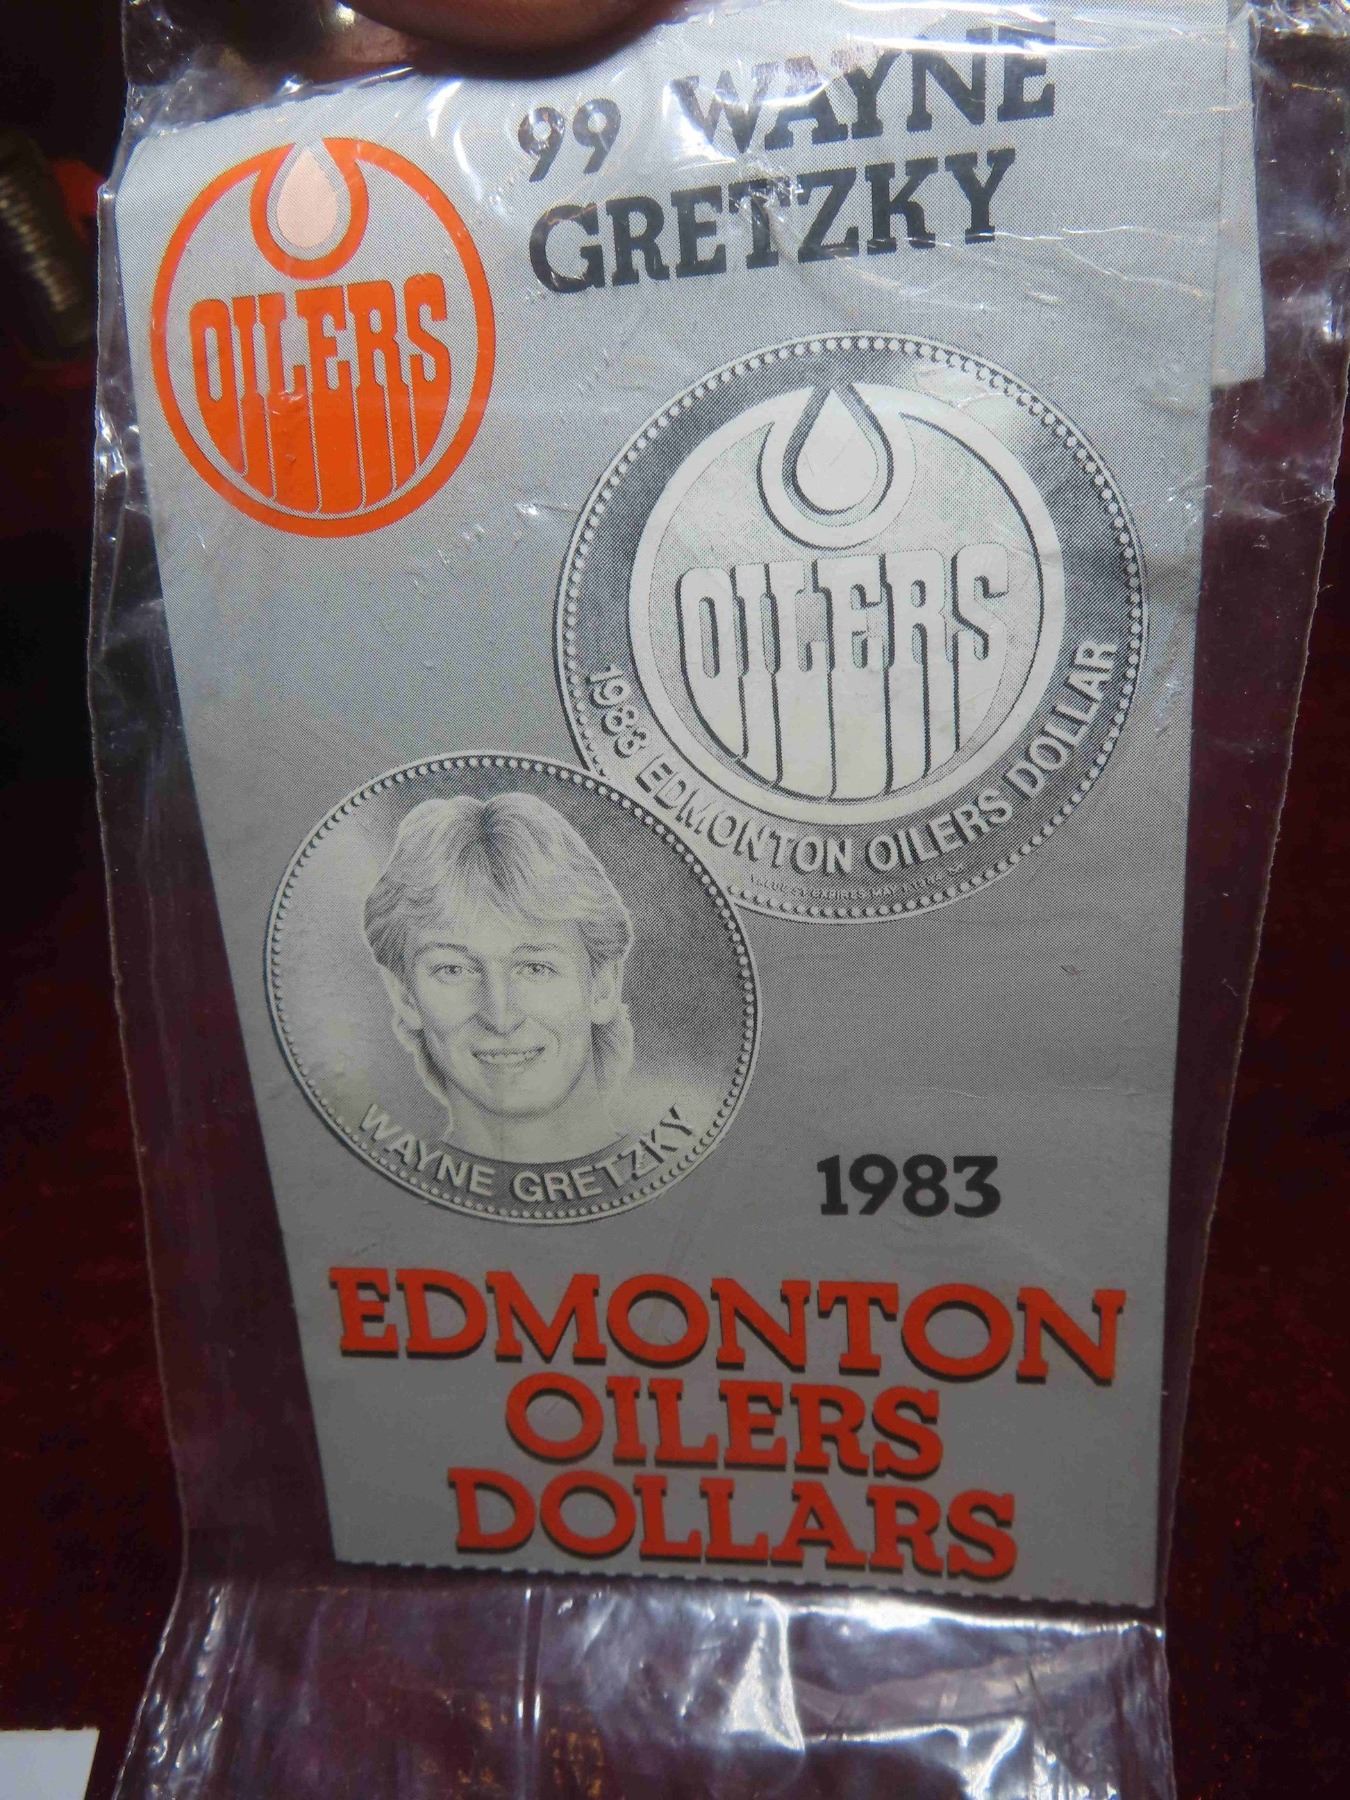 99 WAYNE
GRETZKY
OILERS
OILERS
1983 EDMONTON OILERS DOLLAR
WAYNE GRETZKY
1983
EDMONTON
OILERS
DOLLARS